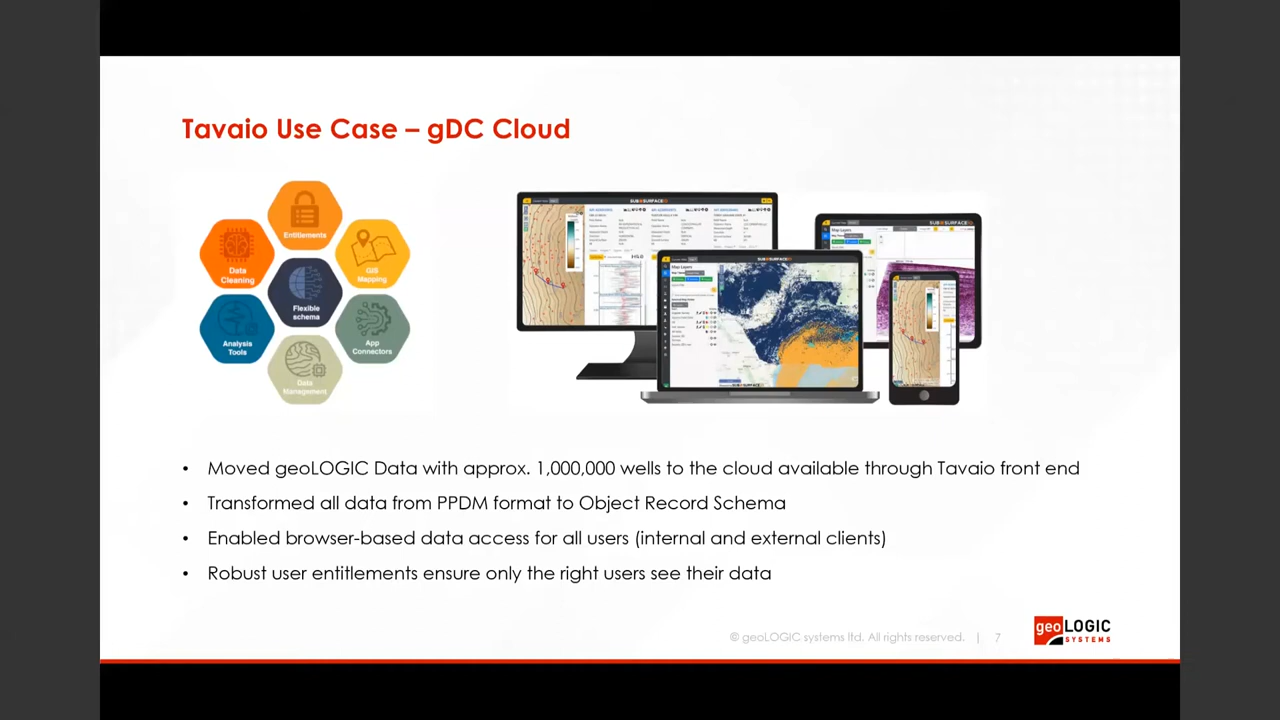 Tavaio Use Case – gDC Cloud
Entitlements
Data
Cleaning
GIS
Mapping
Flexible
schema
Analysis
Tools
App
Connectors
Data
Management
Map Layers
Map Layers
• Moved geoLOGIC Data with approx. 1,000,000 wells to the cloud available through Tavaio front end
• Transformed all data from PPDM format to Object Record Schema
• Enabled browser-based data access for all users (internal and external clients)
• Robust user entitlements ensure only the right users see their data
© geoLOGIC systems ltd. All rights reserved. | 7
geoLOGIC
SYSTEMS